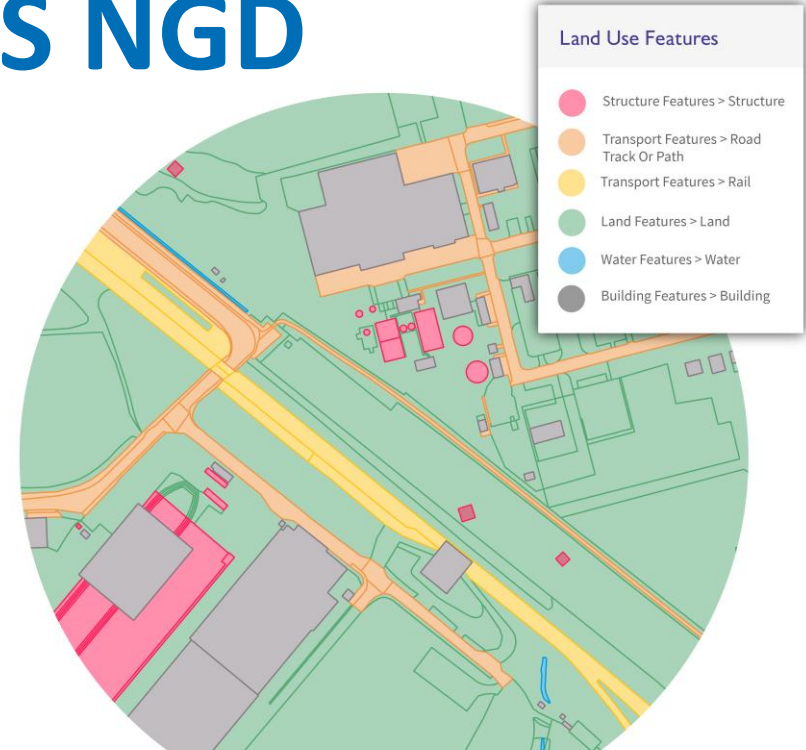 S NGD
Land Use Features
Structure Features > Structure
Transport Features > Road
Track Or Path
Transport Features > Rail
Land Features > Land
Water Features > Water
Building Features > Building